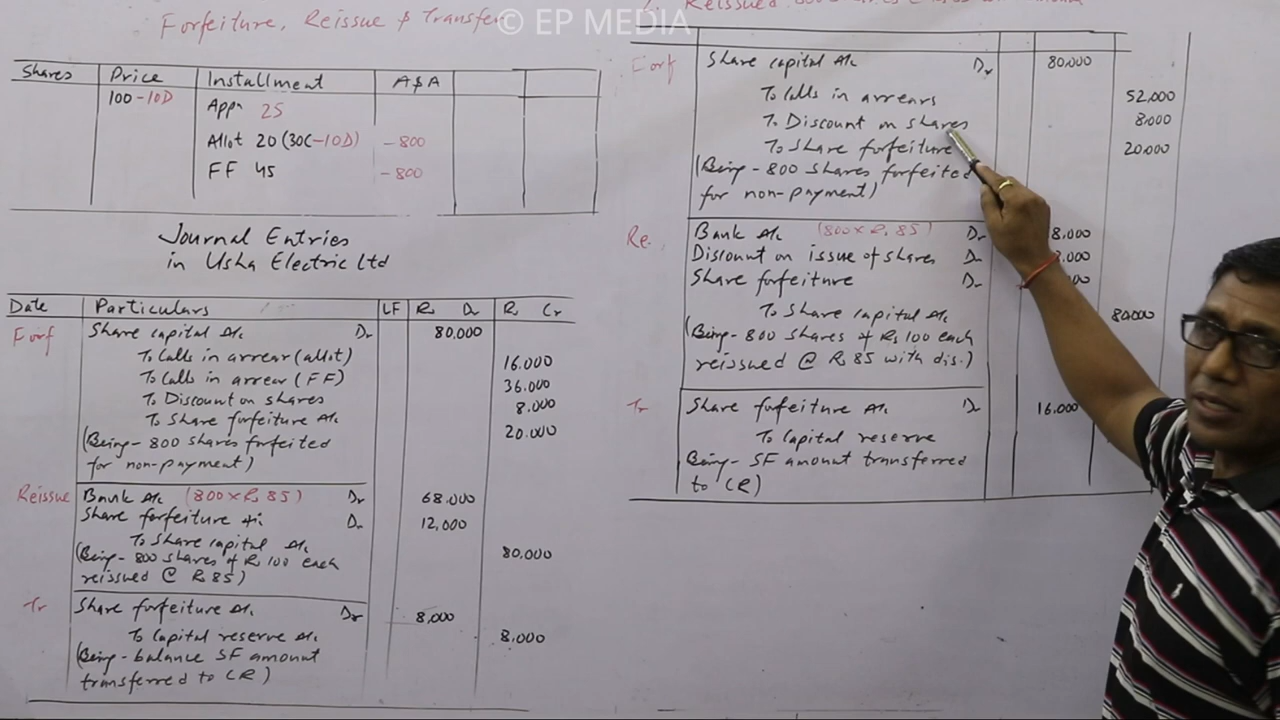 Forfeiture, Reissue & Transfer
© EP MEDIA
Shares Price Installment A&A
100-10D Appn 25
Allot 20 (30C-10D) -800
FF 45 -800
Journal Entries
in Usha Electric Ltd
Date Particulars LF Rs Dr Rs Cr
Forf Share capital A/c Dr 80,000
To Calls in arrear (allot) 16.000
To Calls in arrear (FF) 36.000
To Discount on shares 8.000
To Share forfeiture A/c 20.000
(Being- 800 shares forfeited
for non-payment)
Reissue Bank A/c (800×Rs 85) Dr 68.000
Share forfeiture A/c Dr 12,000
To Share capital A/c 80,000
(Being- 800 shares of Rs 100 each
reissued @ Rs 85)
Tr Share forfeiture A/c Dr 8,000
To Capital reserve A/c 8,000
(Being- balance SF amount
transferred to CR)
Reissued
Forf Share capital A/c Dr 80.000
To Calls in arrears 52.000
To Discount on shares 8.000
To Share forfeiture 20.000
(Being- 800 shares forfeited
for non-payment)
Re. Bank A/c (800×Rs 85) Dr 8,000
Discount on issue of shares Dr .000
Share forfeiture Dr
To Share capital A/c 80.000
(Being- 800 shares of Rs 100 each
reissued @ Rs 85 with dis.)
Tr Share forfeiture A/c Dr 16.000
To Capital reserve
Being- SF amount transferred
to CR)